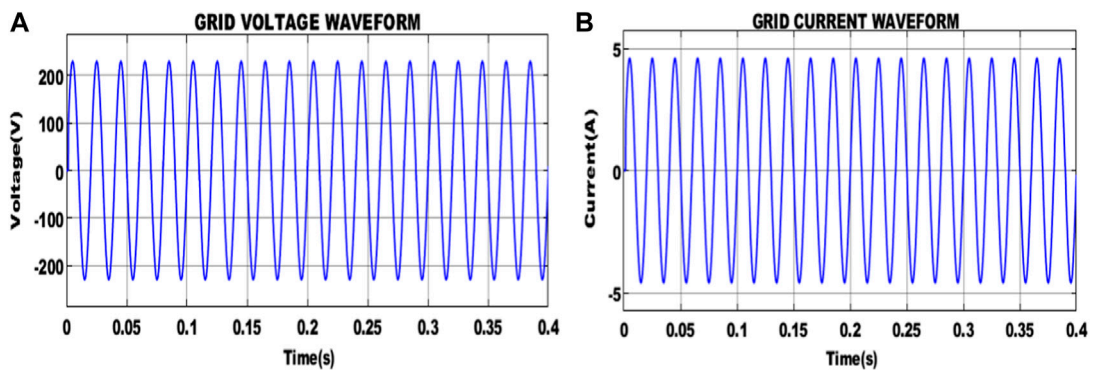 A
GRID VOLTAGE WAVEFORM
Voltage(V)
200
100
0
-100
-200
0 0.05 0.1 0.15 0.2 0.25 0.3 0.35 0.4
Time(s)
B
GRID CURRENT WAVEFORM
Current(A)
5
0
-5
0 0.05 0.1 0.15 0.2 0.25 0.3 0.35 0.4
Time(s)